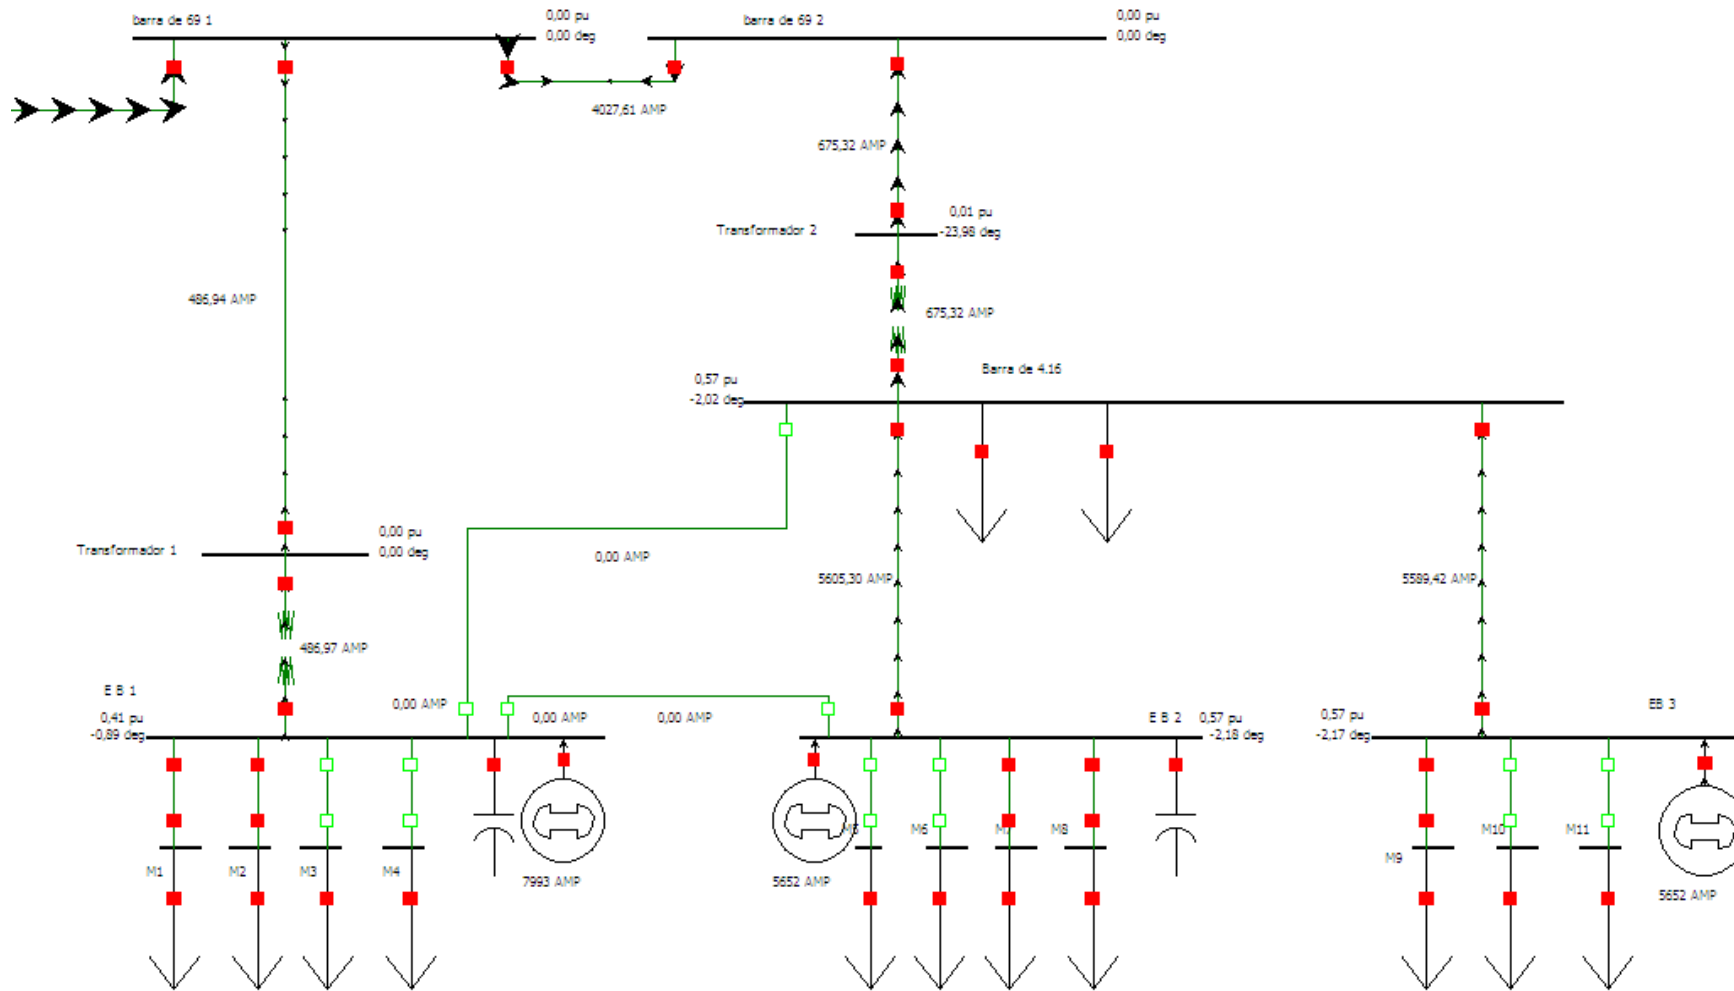 barra de 69 1
0,00 pu
0,00 deg
barra de 69 2
0,00 pu
0,00 deg
4027,61 AMP
675,32 AMP
Transformador 2
0,01 pu
-23,98 deg
486,94 AMP
675,32 AMP
Barra de 4.16
0,57 pu
-2,02 deg
Transformador 1
0,00 pu
0,00 deg
0,00 AMP
5605,30 AMP
5589,42 AMP
486,97 AMP
E B 1
0,41 pu
-0,89 deg
0,00 AMP
0,00 AMP
0,00 AMP
E B 2
0,57 pu
-2,18 deg
0,57 pu
-2,17 deg
EB 3
M1
M2
M3
M4
7993 AMP
5652 AMP
M5
M6
M7
M8
M9
M10
M11
5652 AMP